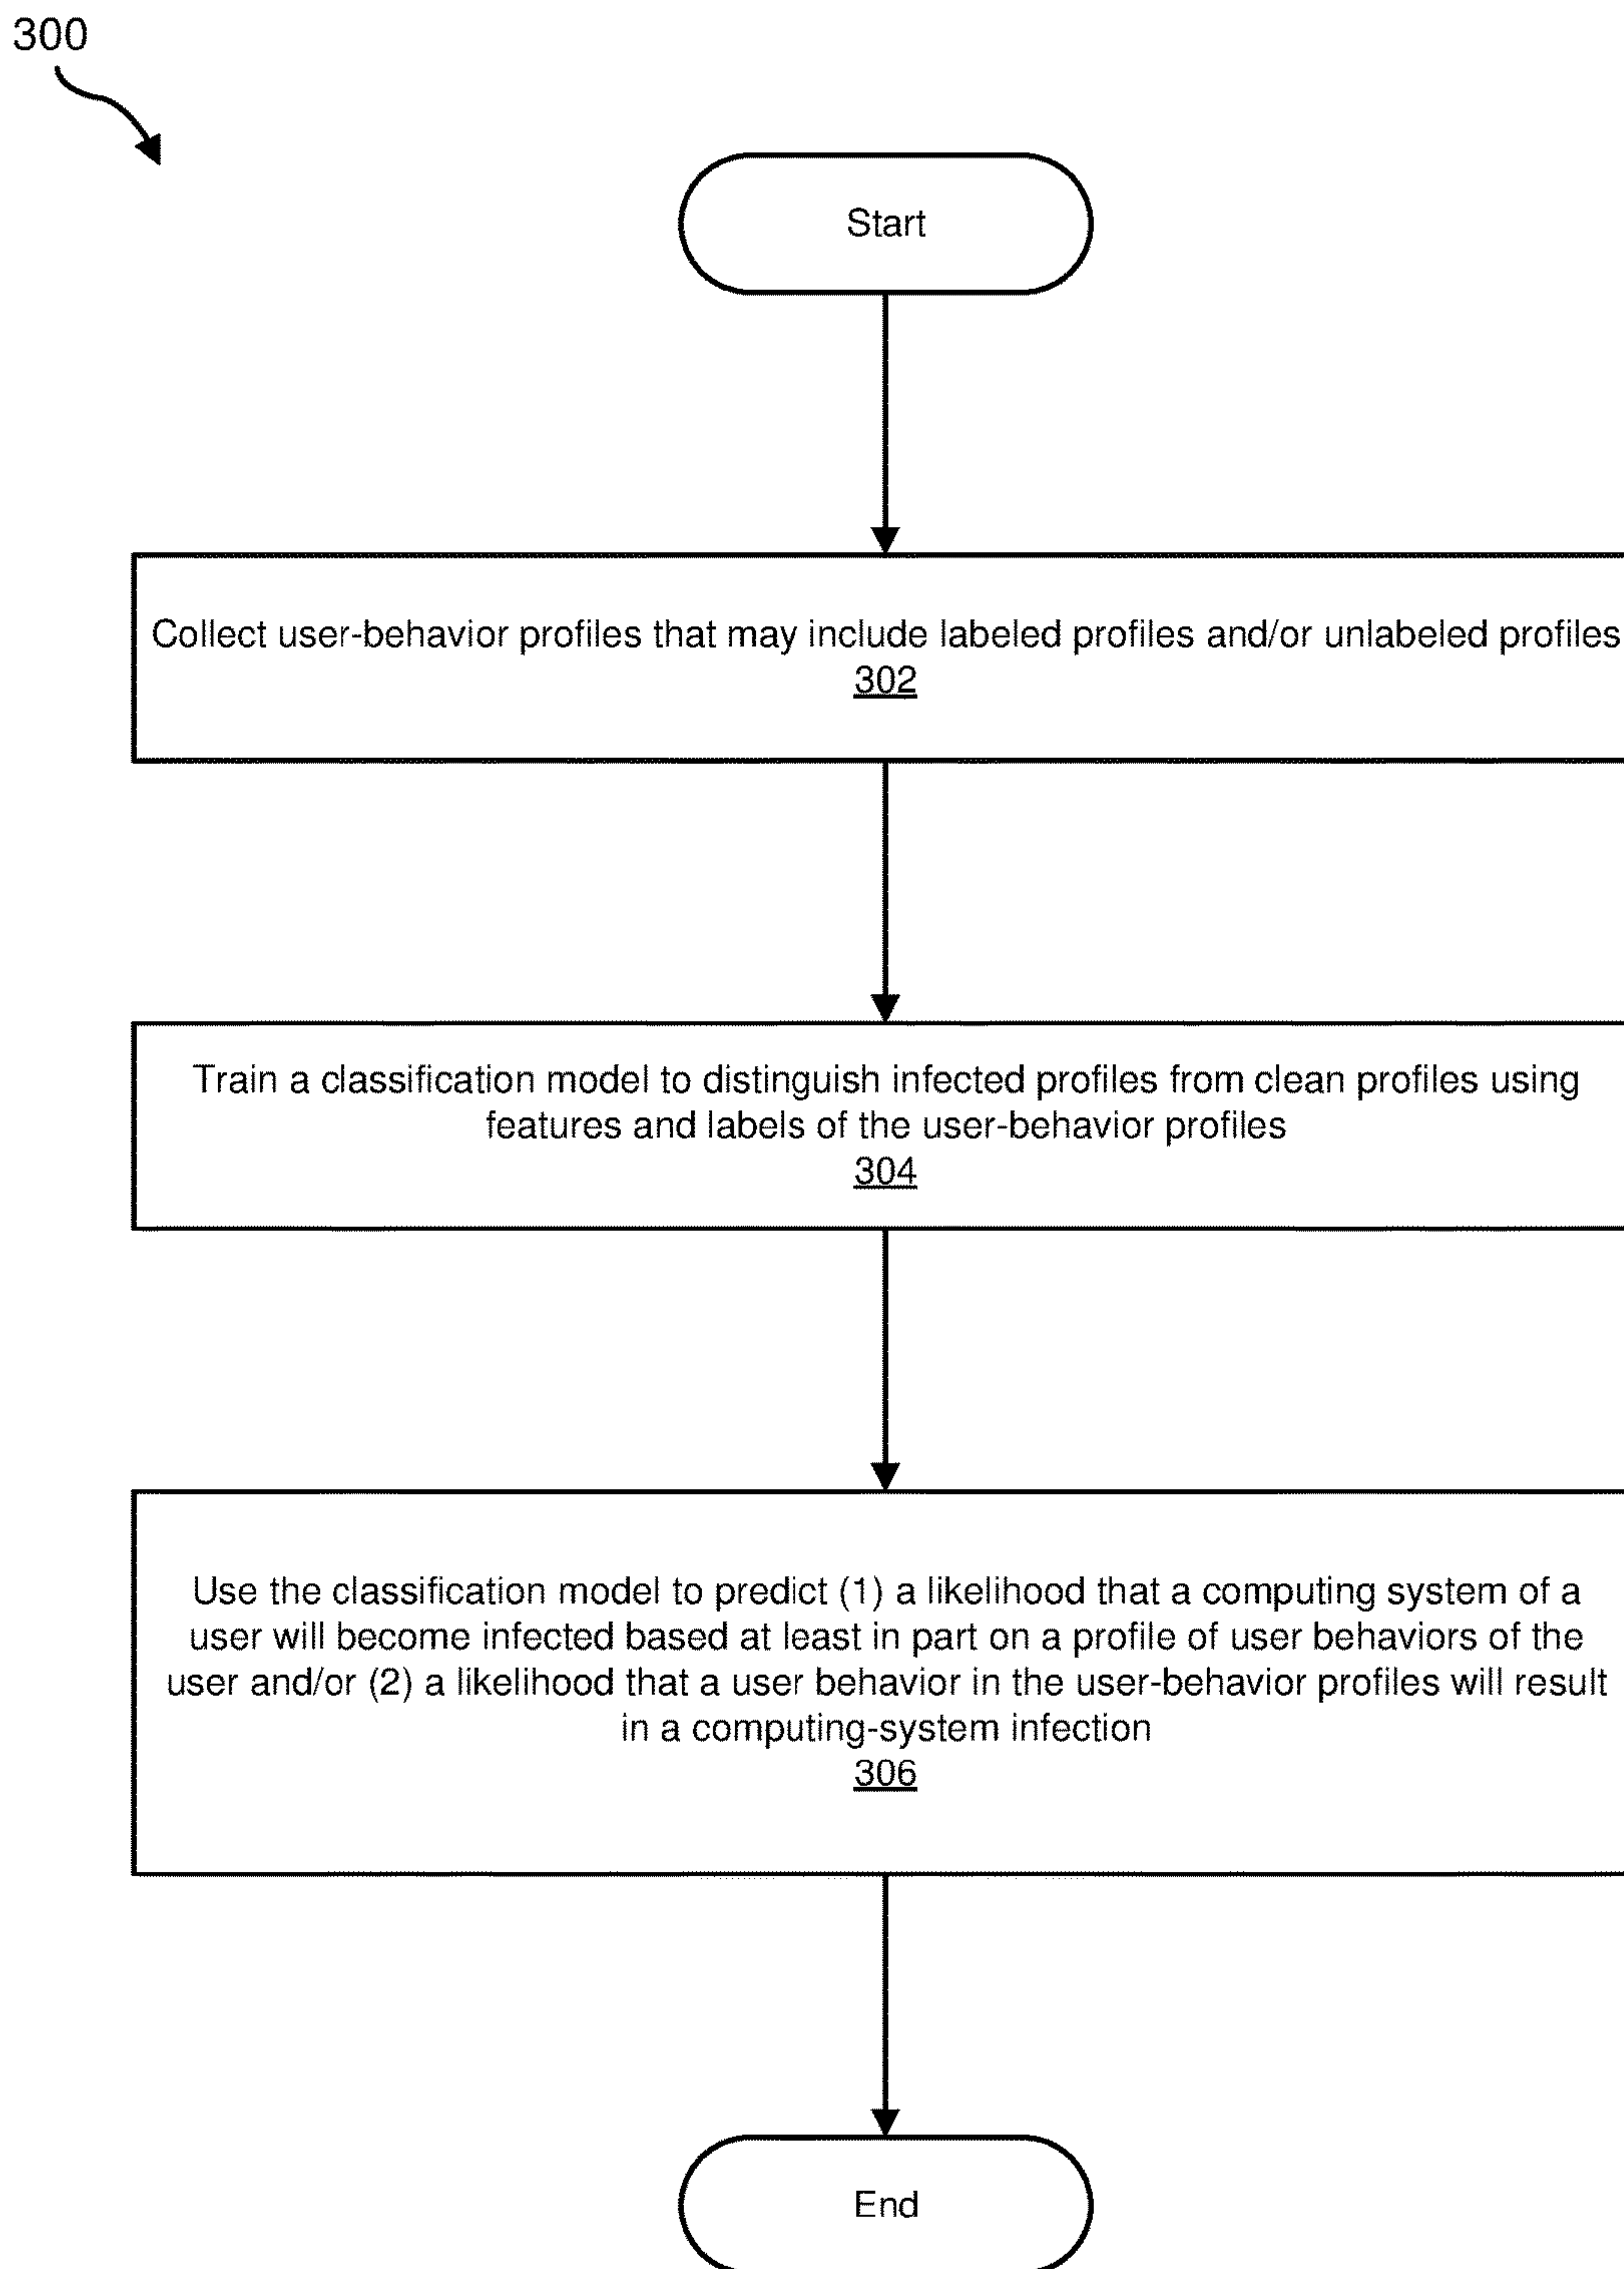 300
Start
Collect user-behavior profiles that may include labeled profiles and/or unlabeled profiles
302
Train a classification model to distinguish infected profiles from clean profiles using
features and labels of the user-behavior profiles
304
Use the classification model to predict (1) a likelihood that a computing system of a
user will become infected based at least in part on a profile of user behaviors of the
user and/or (2) a likelihood that a user behavior in the user-behavior profiles will result
in a computing-system infection
306
End